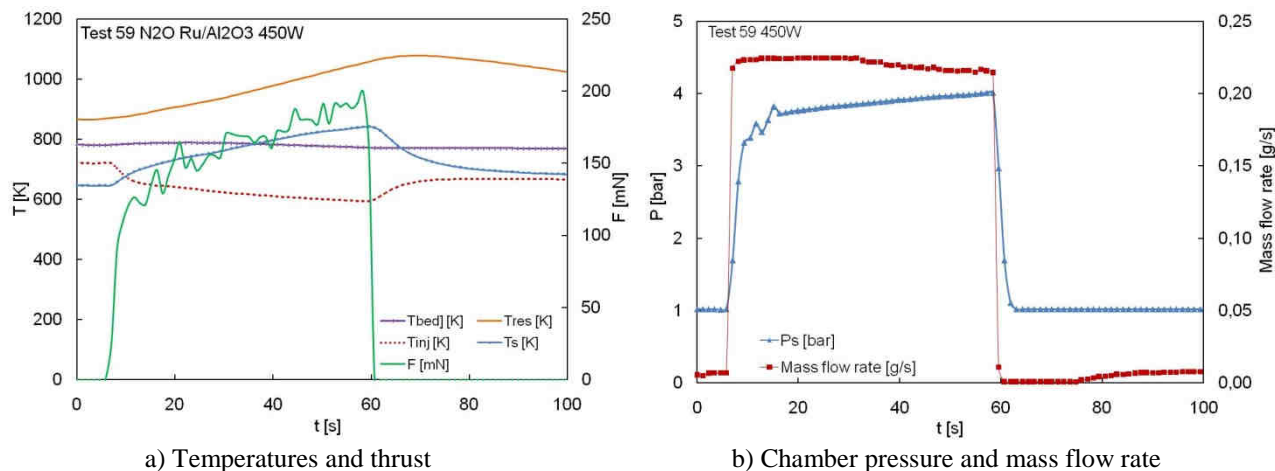 Test 59 N2O Ru/Al2O3 450W
1200
1000
800
600
400
200
0
T [K]
250
200
150
100
50
0
F [mN]
0 20 40 60 80 100
t [s]
Tbed] [K] Tres [K]
Tinj [K] Ts [K]
F [mN]
a) Temperatures and thrust
Test 59 450W
5
4
3
2
1
0
P [bar]
0,25
0,20
0,15
0,10
0,05
0,00
Mass flow rate [g/s]
0 20 40 60 80 100
t [s]
Ps [bar]
Mass flow rate [g/s]
b) Chamber pressure and mass flow rate